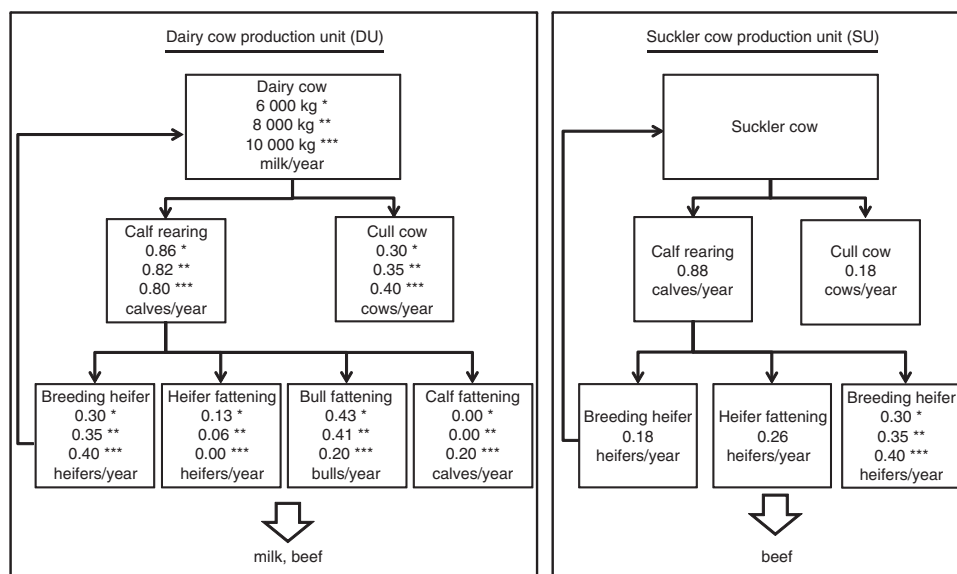 Dairy cow production unit (DU)
Dairy cow
6 000 kg *
8 000 kg **
10 000 kg ***
milk/year
Calf rearing
0.86 *
0.82 **
0.80 ***
calves/year
Cull cow
0.30 *
0.35 **
0.40 ***
cows/year
Breeding heifer
0.30 *
0.35 **
0.40 ***
heifers/year
Heifer fattening
0.13 *
0.06 **
0.00 ***
heifers/year
Bull fattening
0.43 *
0.41 **
0.20 ***
bulls/year
Calf fattening
0.00 *
0.00 **
0.20 ***
calves/year
milk, beef
Suckler cow production unit (SU)
Suckler cow
Calf rearing
0.88
calves/year
Cull cow
0.18
cows/year
Breeding heifer
0.18
heifers/year
Heifer fattening
0.26
heifers/year
Breeding heifer
0.30 *
0.35 **
0.40 ***
heifers/year
beef